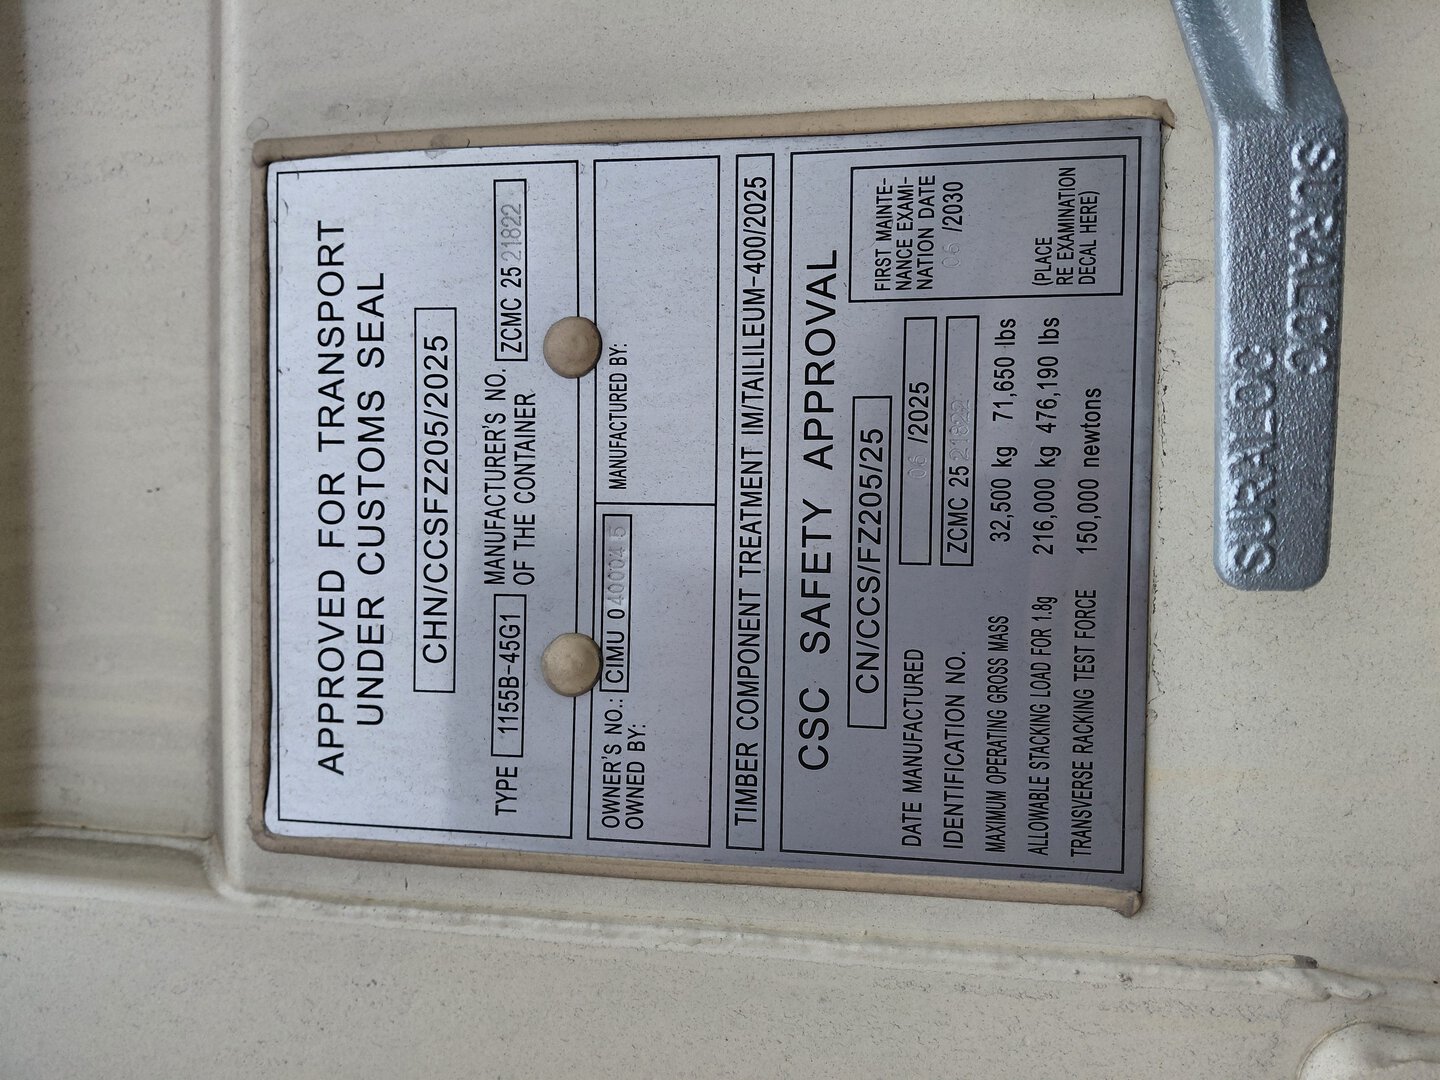 APPROVED FOR TRANSPORT
UNDER CUSTOMS SEAL
CHN/CCSFZ205/2025
TYPE 1155B-45G1 MANUFACTURER'S NO. OF THE CONTAINER ZCMC 25 21822
OWNER'S NO.: CIMU 0400045
OWNED BY:
MANUFACTURED BY:
TIMBER COMPONENT TREATMENT IM/TAILILEUM-400/2025
CSC SAFETY APPROVAL
CN/CCS/FZ205/25
DATE MANUFACTURED 06 /2025
IDENTIFICATION NO. ZCMC 25 21822
MAXIMUM OPERATING GROSS MASS 32,500 kg 71,650 lbs
ALLOWABLE STACKING LOAD FOR 1.8g 216,000 kg 476,190 lbs
TRANSVERSE RACKING TEST FORCE 150,000 newtons
FIRST MAINTE-
NANCE EXAMI-
NATION DATE
06 /2030
(PLACE
RE EXAMINATION
DECAL HERE)
SURALCO
SURALOC